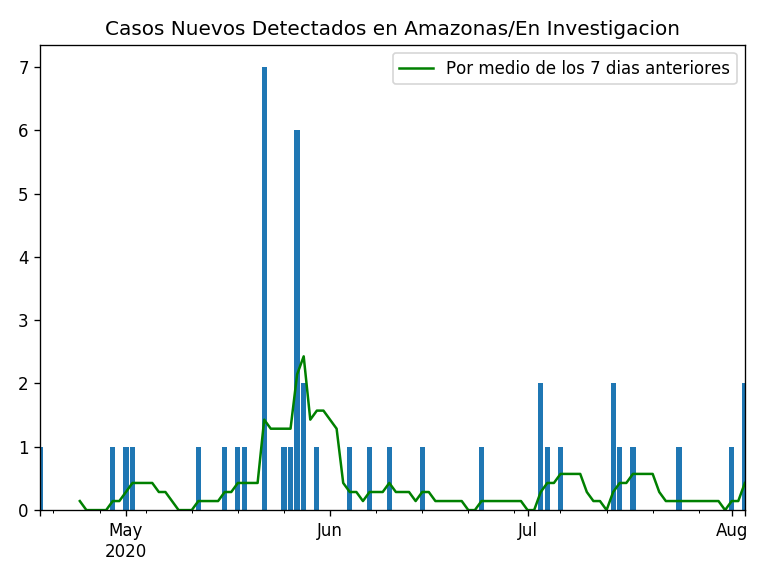 Casos Nuevos Detectados en Amazonas/En Investigacion
Por medio de los 7 dias anteriores
7
6
5
4
3
2
1
0
May
2020
Jun
Jul
Aug